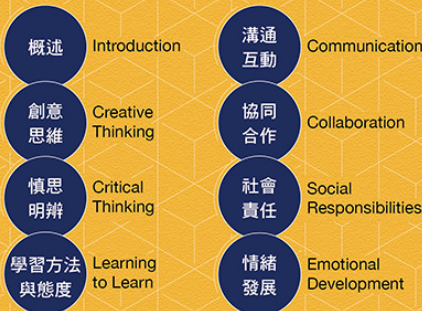 概述
Introduction
創意
思維
Creative
Thinking
慎思
明辨
Critical
Thinking
學習方法
與態度
Learning
to Learn
溝通
互動
Communication
協同
合作
Collaboration
社會
責任
Social
Responsibilities
情緒
發展
Emotional
Development